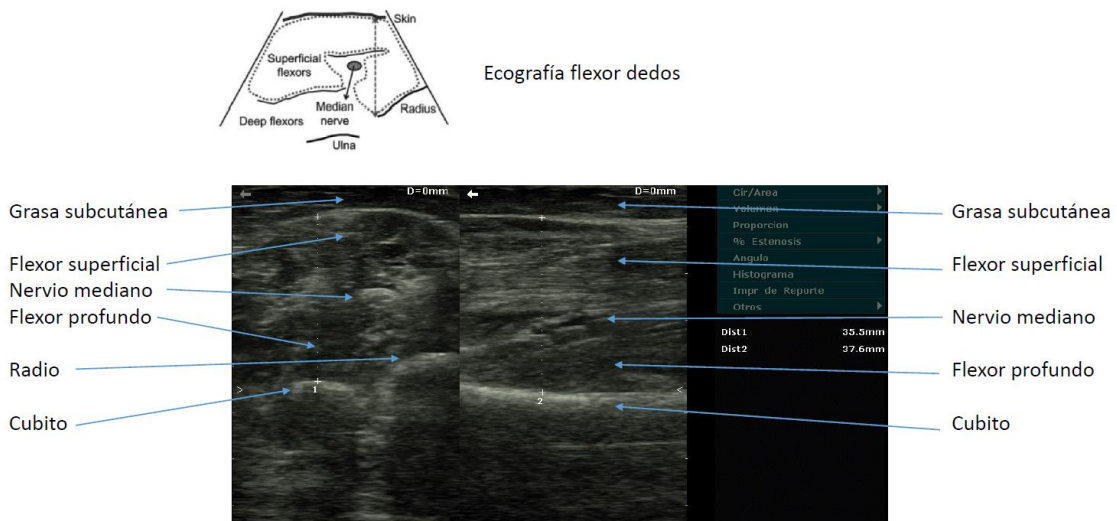 Skin
Superficial
flexors
Median
nerve
Radius
Deep flexors
Ulna
Ecografía flexor dedos
Grasa subcutánea
Flexor superficial
Nervio mediano
Flexor profundo
Radio
Cubito
D=0mm
1
D=0mm
2
Cir/Area
Volumen
Proporcion
% Estenosis
Angulo
Histograma
Impr de Reporte
Otros
Dist1 35.5mm
Dist2 37.6mm
Grasa subcutánea
Flexor superficial
Nervio mediano
Flexor profundo
Cubito